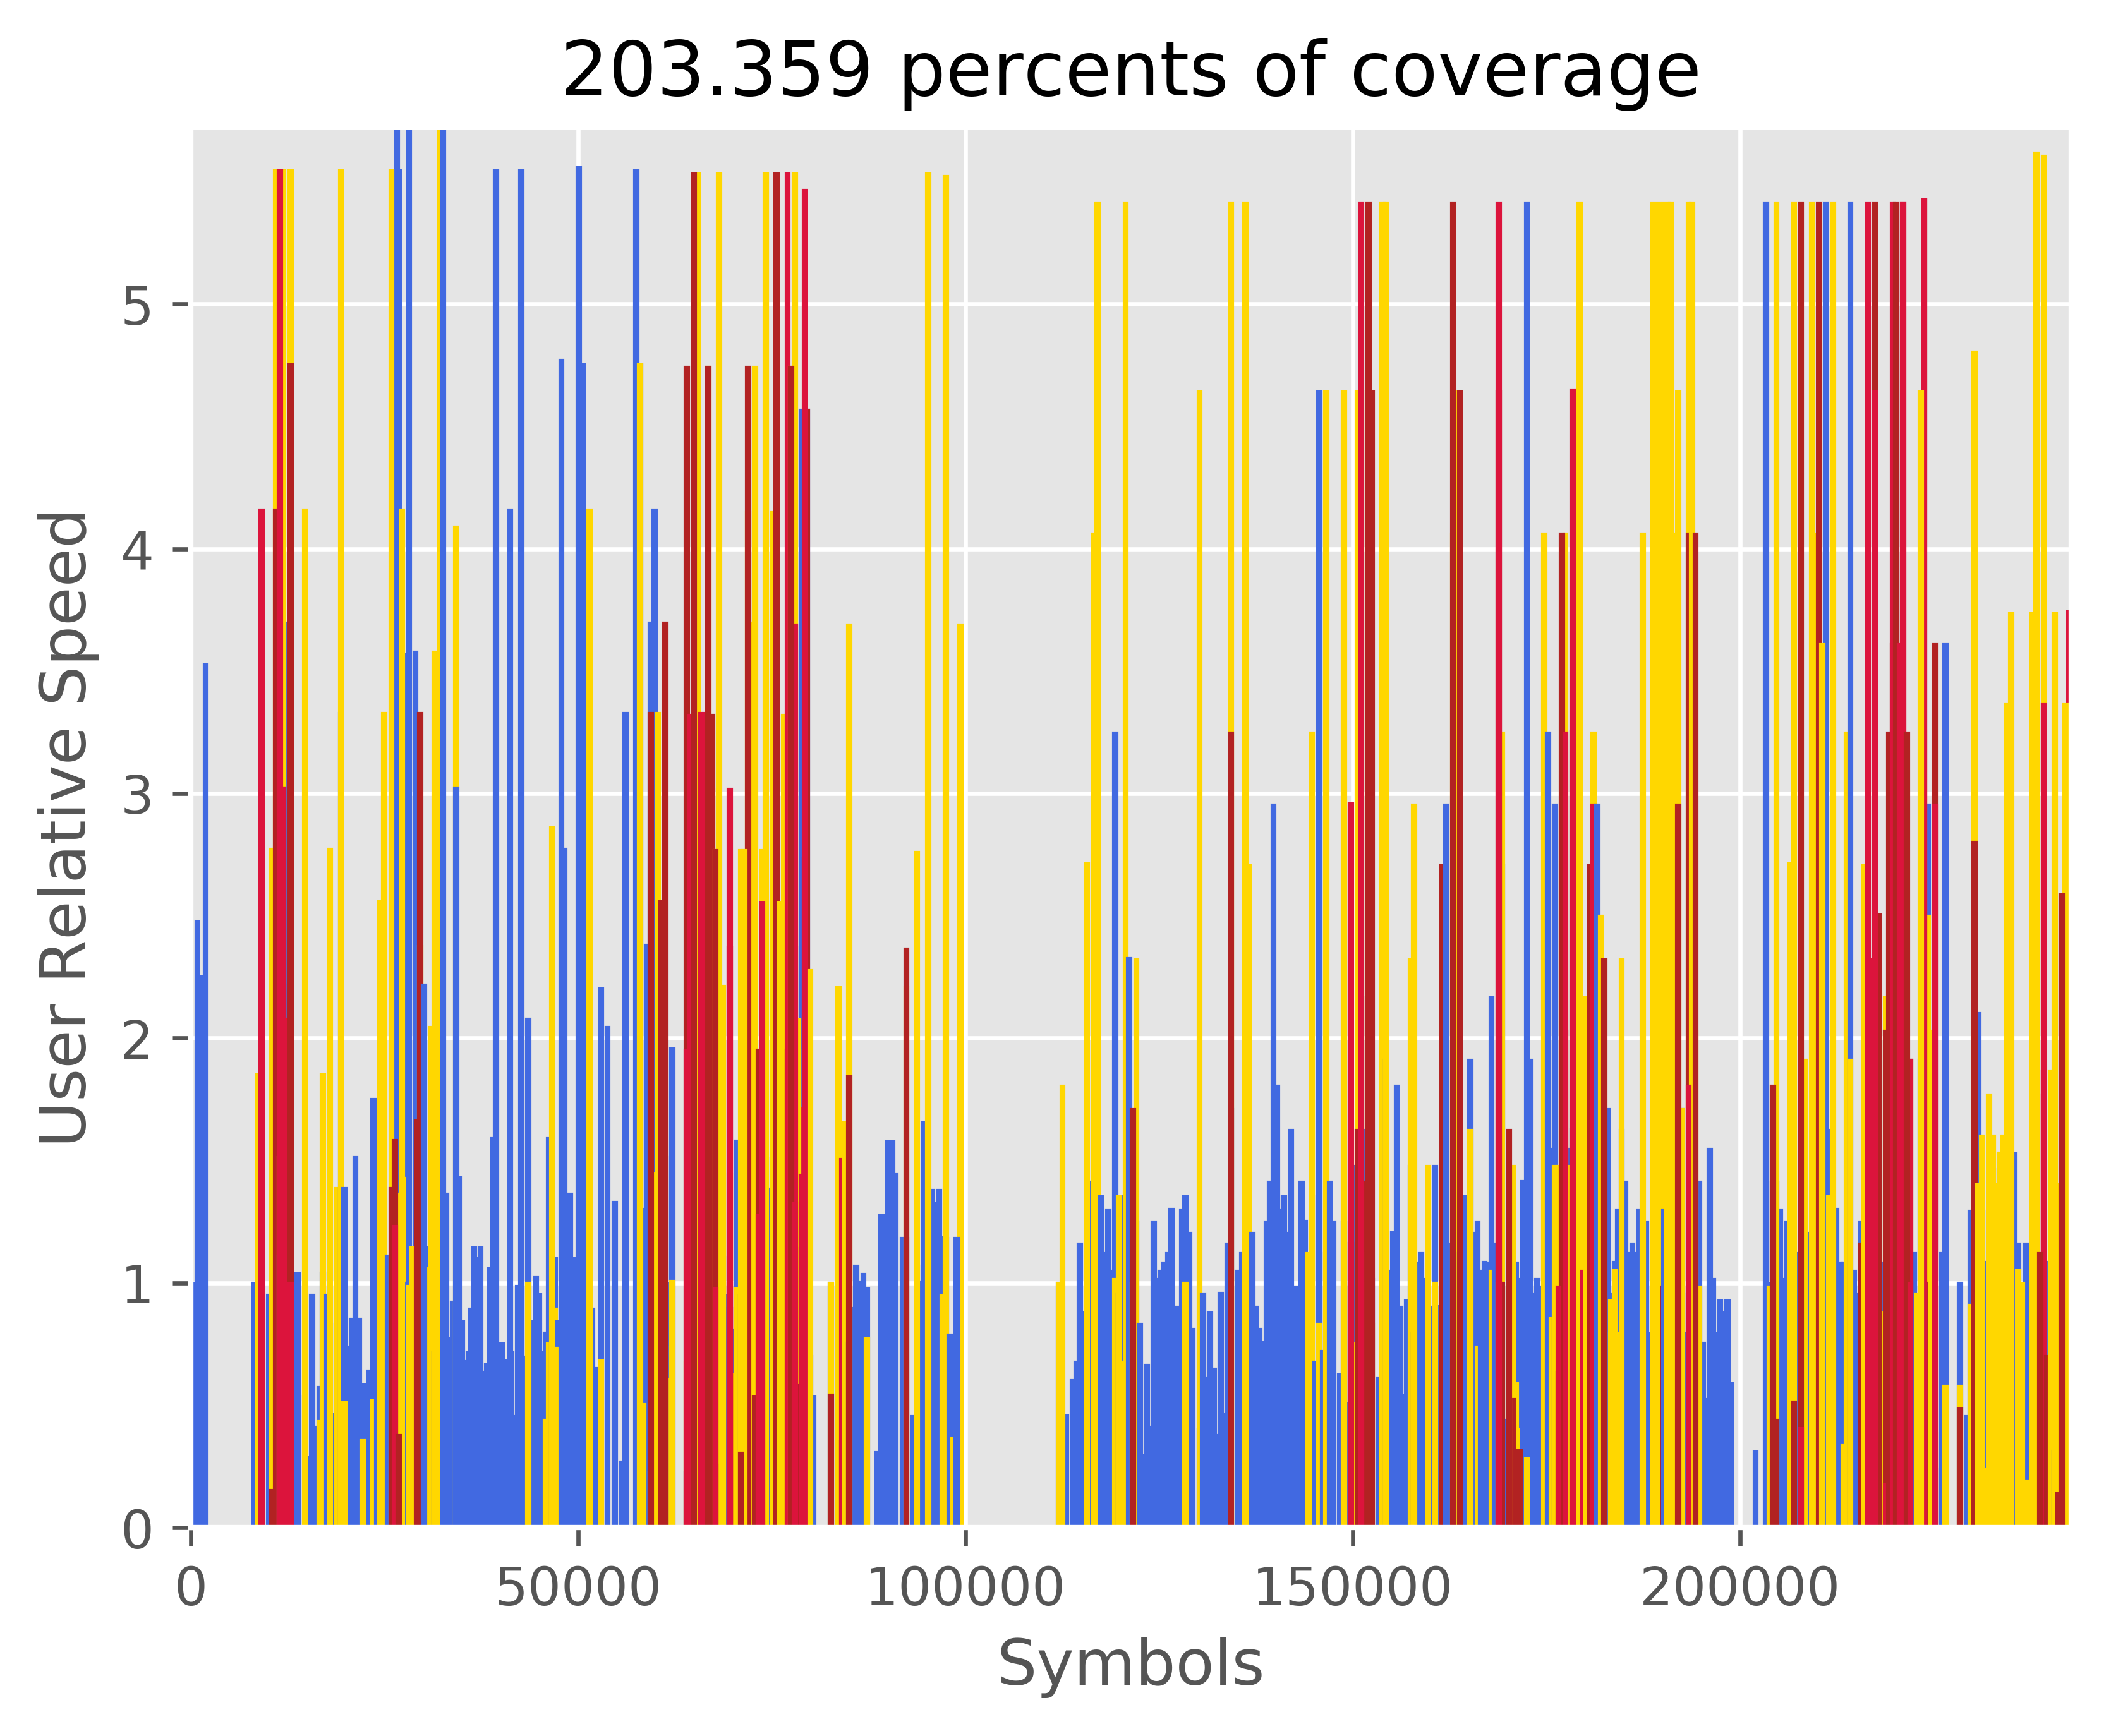 203.359 percents of coverage
User Relative Speed
5
4
3
2
1
0
0 50000 100000 150000 200000
Symbols